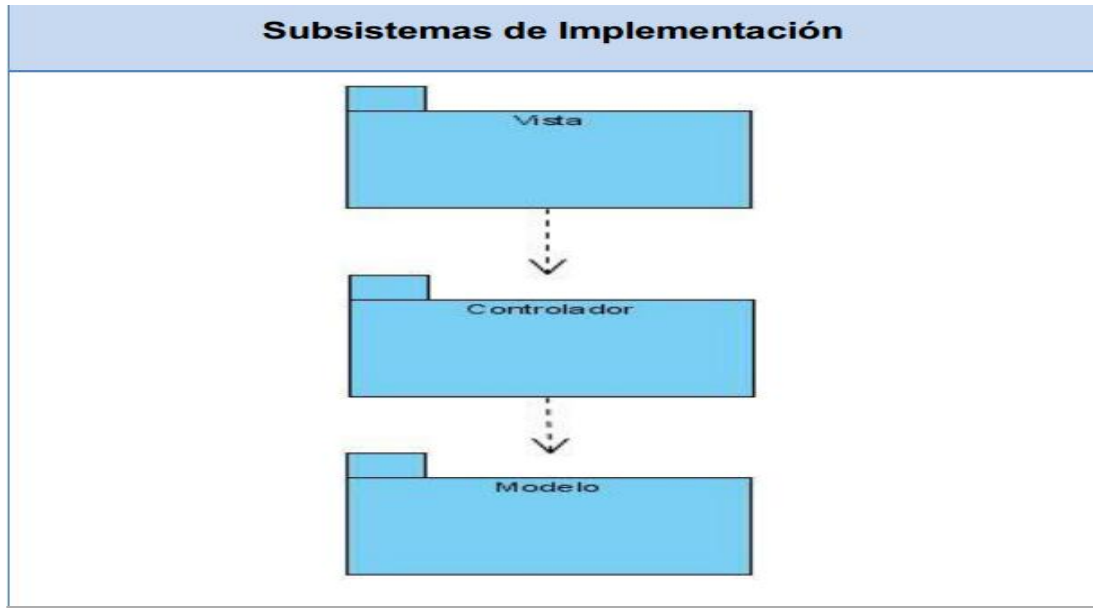 Subsistemas de Implementación
Vista
Controlador
Modelo